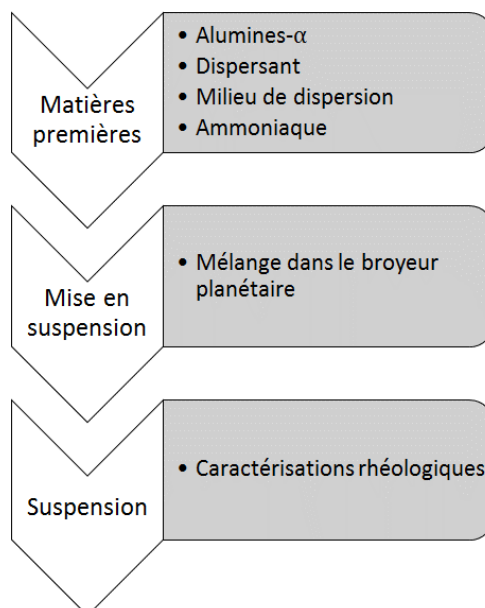 Matières
premières
• Alumines-α
• Dispersant
• Milieu de dispersion
• Ammoniaque
Mise en
suspension
• Mélange dans le broyeur
planétaire
Suspension
• Caractérisations rhéologiques